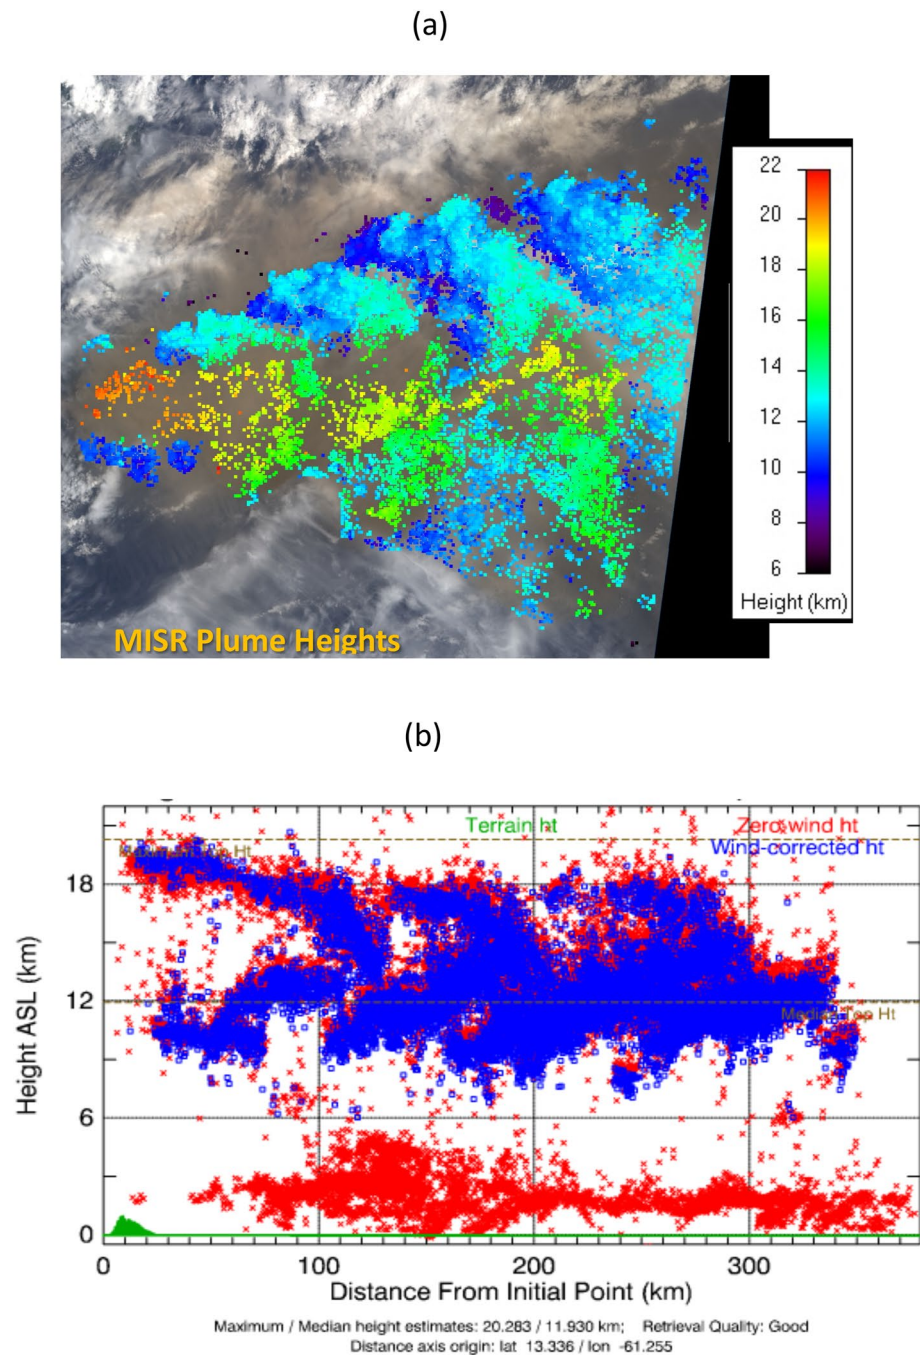 (a)
22
20
18
16
14
12
10
8
6
Height (km)
MISR Plume Heights
(b)
Terrain ht
Zero-wind ht
Wind-corrected ht
Median Top Ht
18
12
6
0
Height ASL (km)
0 100 200 300
Distance From Initial Point (km)
Maximum / Median height estimates: 20.283 / 11.930 km; Retrieval Quality: Good
Distance axis origin: lat 13.336 / lon -61.255